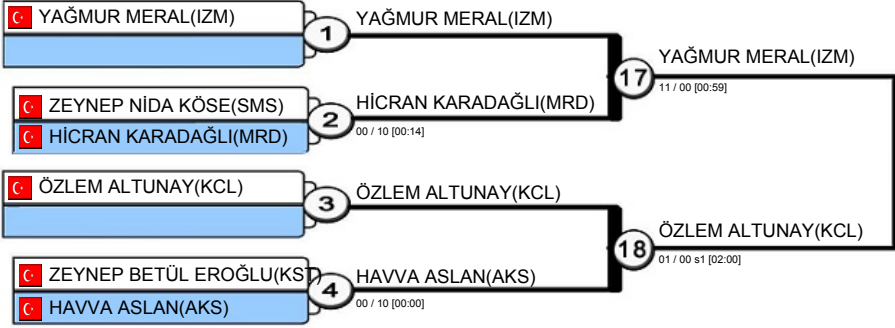 YAĞMUR MERAL(IZM)
1
YAĞMUR MERAL(IZM)
ZEYNEP NİDA KÖSE(SMS)
HİCRAN KARADAĞLI(MRD)
2
HİCRAN KARADAĞLI(MRD)
00 / 10 [00:14]
17
YAĞMUR MERAL(IZM)
11 / 00 [00:59]
ÖZLEM ALTUNAY(KCL)
3
ÖZLEM ALTUNAY(KCL)
ZEYNEP BETÜL EROĞLU(KST)
HAVVA ASLAN(AKS)
4
HAVVA ASLAN(AKS)
00 / 10 [00:00]
18
ÖZLEM ALTUNAY(KCL)
01 / 00 s1 [02:00]